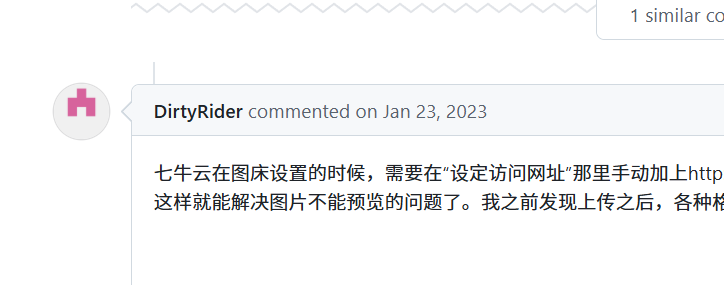 1 similar co
DirtyRider commented on Jan 23, 2023
七牛云在图床设置的时候，需要在“设定访问网址”那里手动加上http
这样就能解决图片不能预览的问题了。我之前发现上传之后，各种格